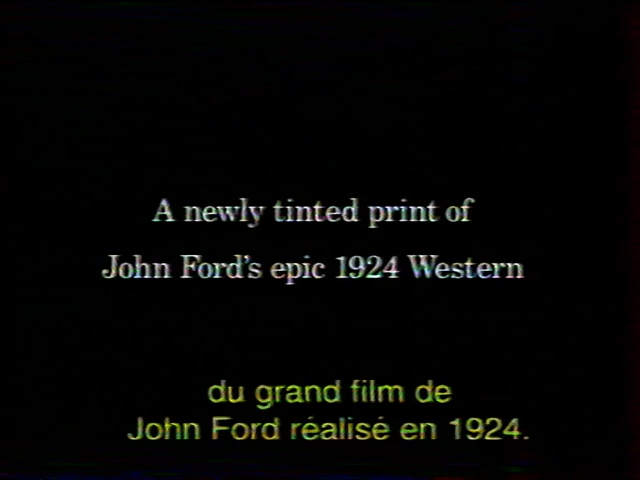 A newly tinted print of
John Ford's epic 1924 Western
du grand film de
John Ford réalisé en 1924.